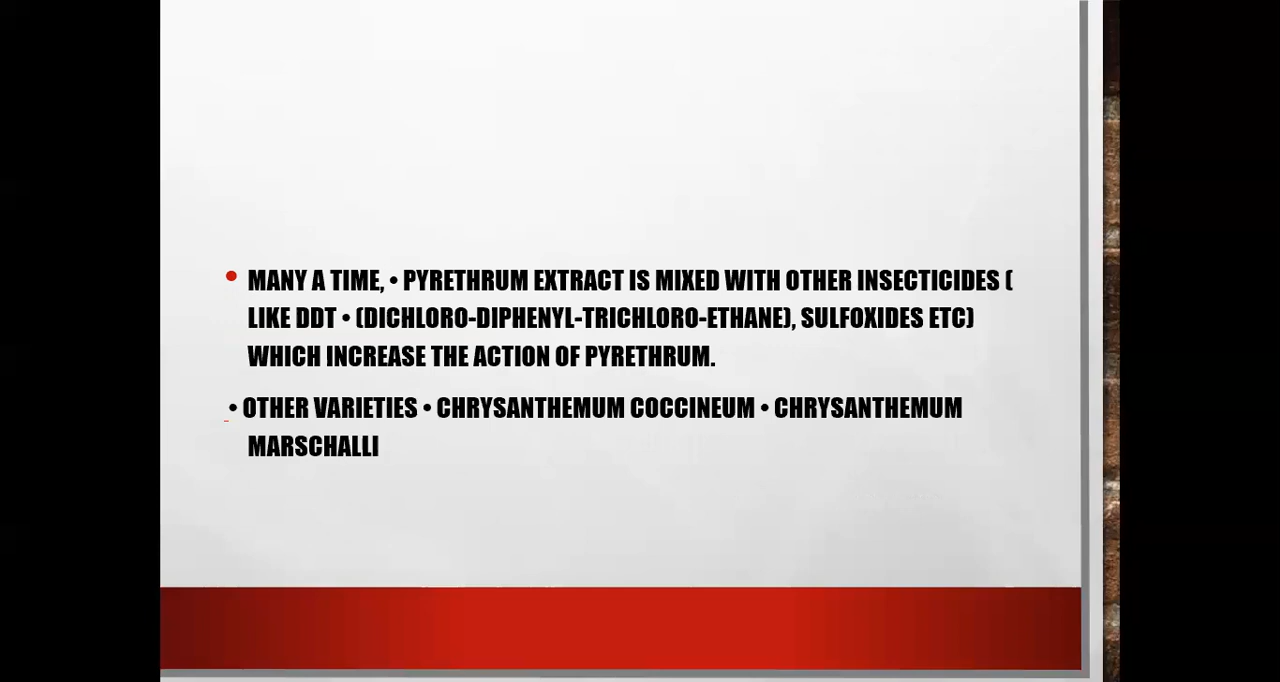 • MANY A TIME, • PYRETHRUM EXTRACT IS MIXED WITH OTHER INSECTICIDES (
LIKE DDT • (DICHLORO-DIPHENYL-TRICHLORO-ETHANE), SULFOXIDES ETC)
WHICH INCREASE THE ACTION OF PYRETHRUM.
• OTHER VARIETIES • CHRYSANTHEMUM COCCINEUM • CHRYSANTHEMUM
MARSCHALLI